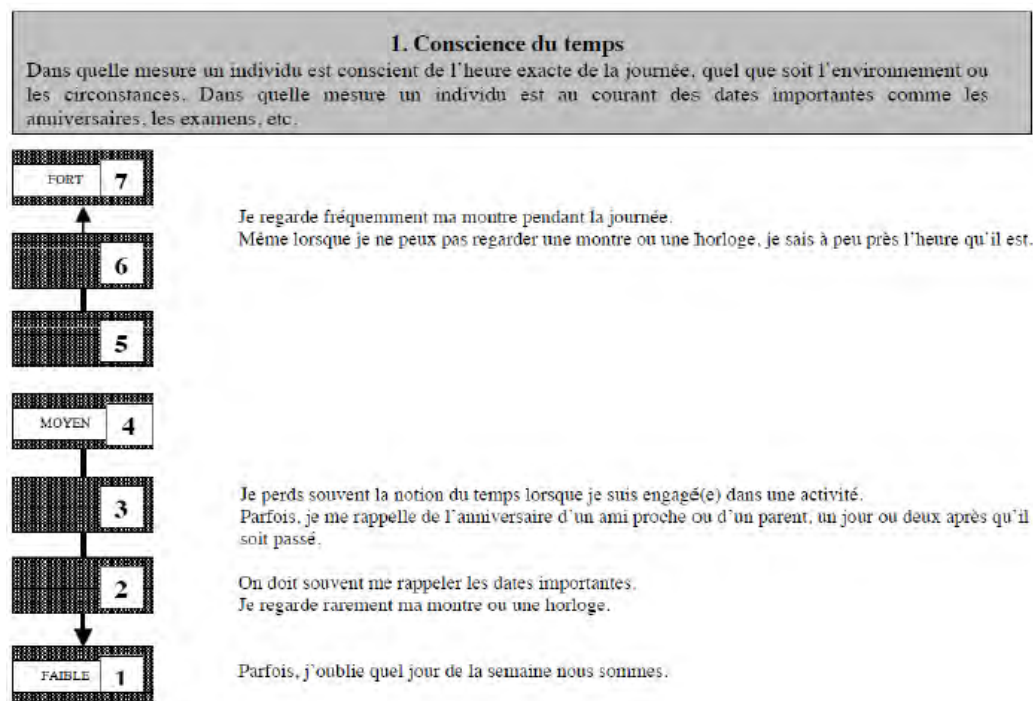 1. Conscience du temps
Dans quelle mesure un individu est conscient de l'heure exacte de la journée, quel que soit l'environnement ou
les circonstances. Dans quelle mesure un individu est au courant des dates importantes comme les
anniversaires, les examens, etc.
FORT 7
Je regarde fréquemment ma montre pendant la journée.
Même lorsque je ne peux pas regarder une montre ou une horloge, je sais à peu près l'heure qu'il est.
6
5
MOYEN 4
3
Je perds souvent la notion du temps lorsque je suis engagé(e) dans une activité.
Parfois, je me rappelle de l'anniversaire d'un ami proche ou d'un parent, un jour ou deux après qu'il
soit passé.
2
On doit souvent me rappeler les dates importantes.
Je regarde rarement ma montre ou une horloge.
FAIBLE 1
Parfois, j'oublie quel jour de la semaine nous sommes.